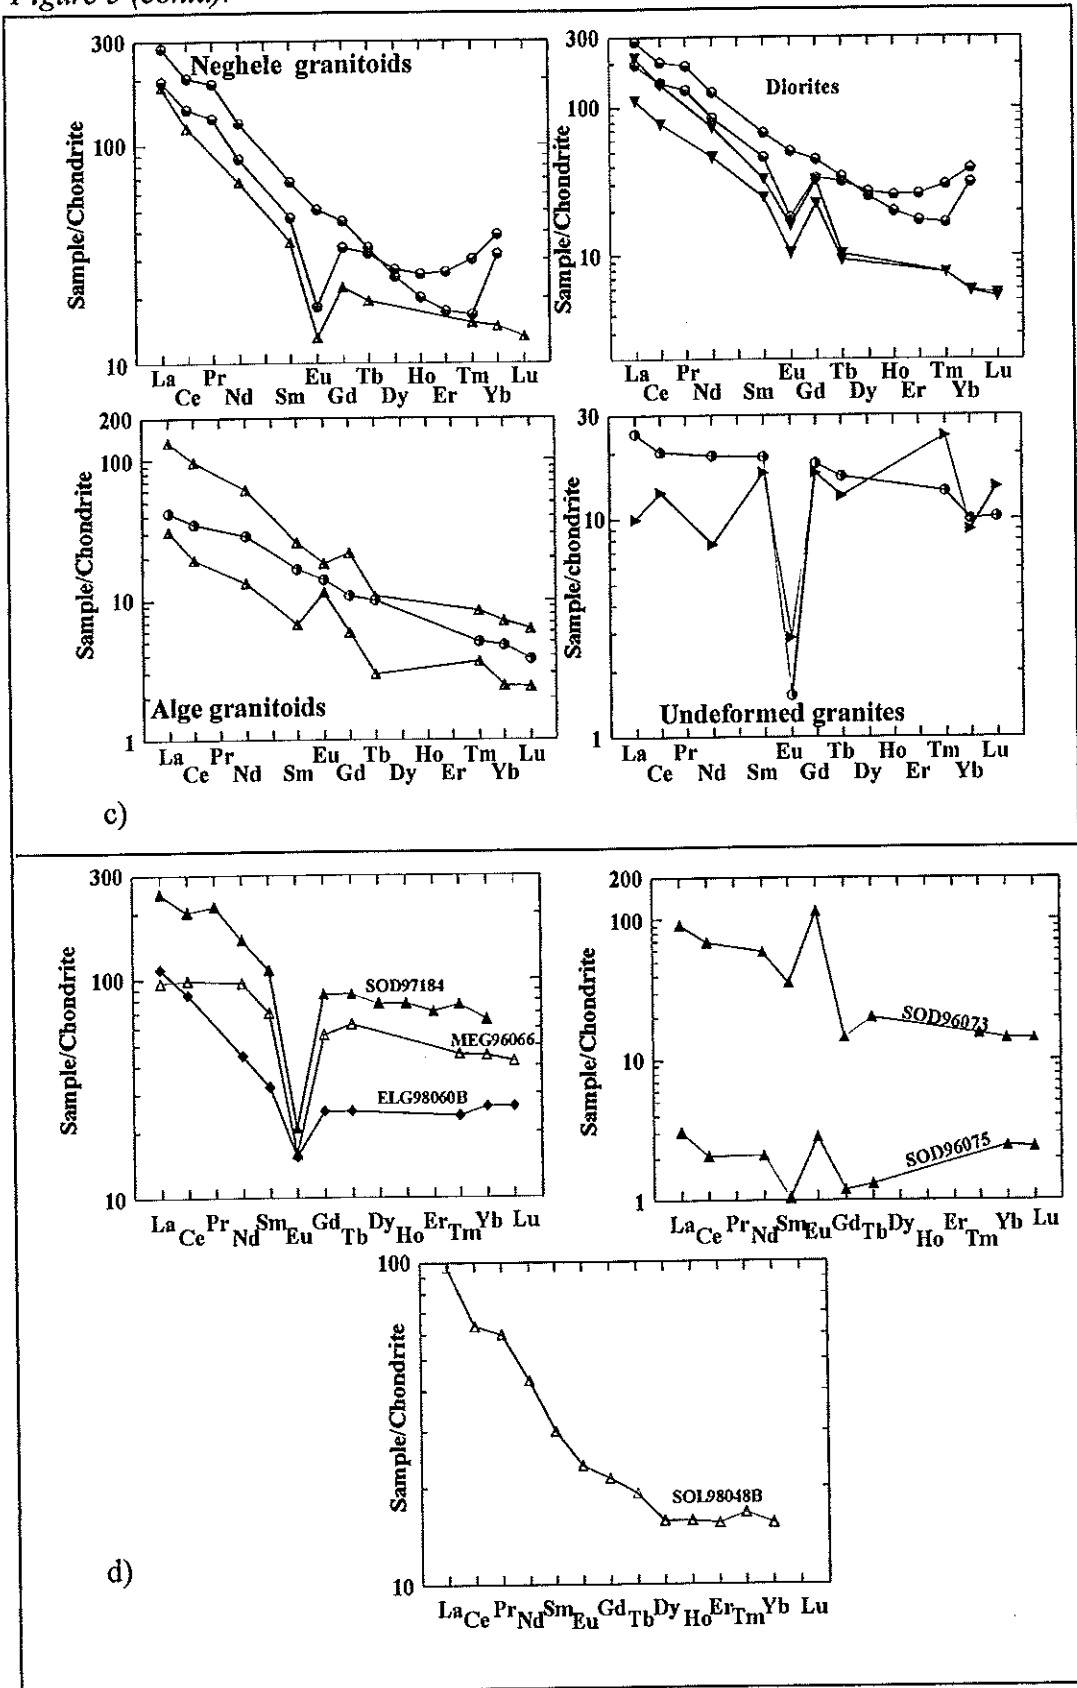 Figure 3 (contd).
300
100
10
Sample/Chondrite
Neghele granitoids
La Ce Pr Nd Sm Eu Gd Tb Dy Ho Er Tm Yb Lu
300
100
10
Sample/Chondrite
Diorites
La Ce Pr Nd Sm Eu Gd Tb Dy Ho Er Tm Yb Lu
200
100
10
1
Sample/Chondrite
Alge granitoids
La Ce Pr Nd Sm Eu Gd Tb Dy Ho Er Tm Yb Lu
30
10
1
Sample/chondrite
Undeformed granites
La Ce Pr Nd Sm Eu Gd Tb Dy Ho Er Tm Yb Lu
c)
300
100
10
Sample/Chondrite
SOD97184
MEG96066
ELG98060B
La Ce Pr Nd Sm Eu Gd Tb Dy Ho Er Tm Yb Lu
200
100
10
1
Sample/Chondrite
SOD96073
SOD96075
La Ce Pr Nd Sm Eu Gd Tb Dy Ho Er Tm Yb Lu
100
10
Sample/Chondrite
SOL98048B
La Ce Pr Nd Sm Eu Gd Tb Dy Ho Er Tm Yb Lu
d)